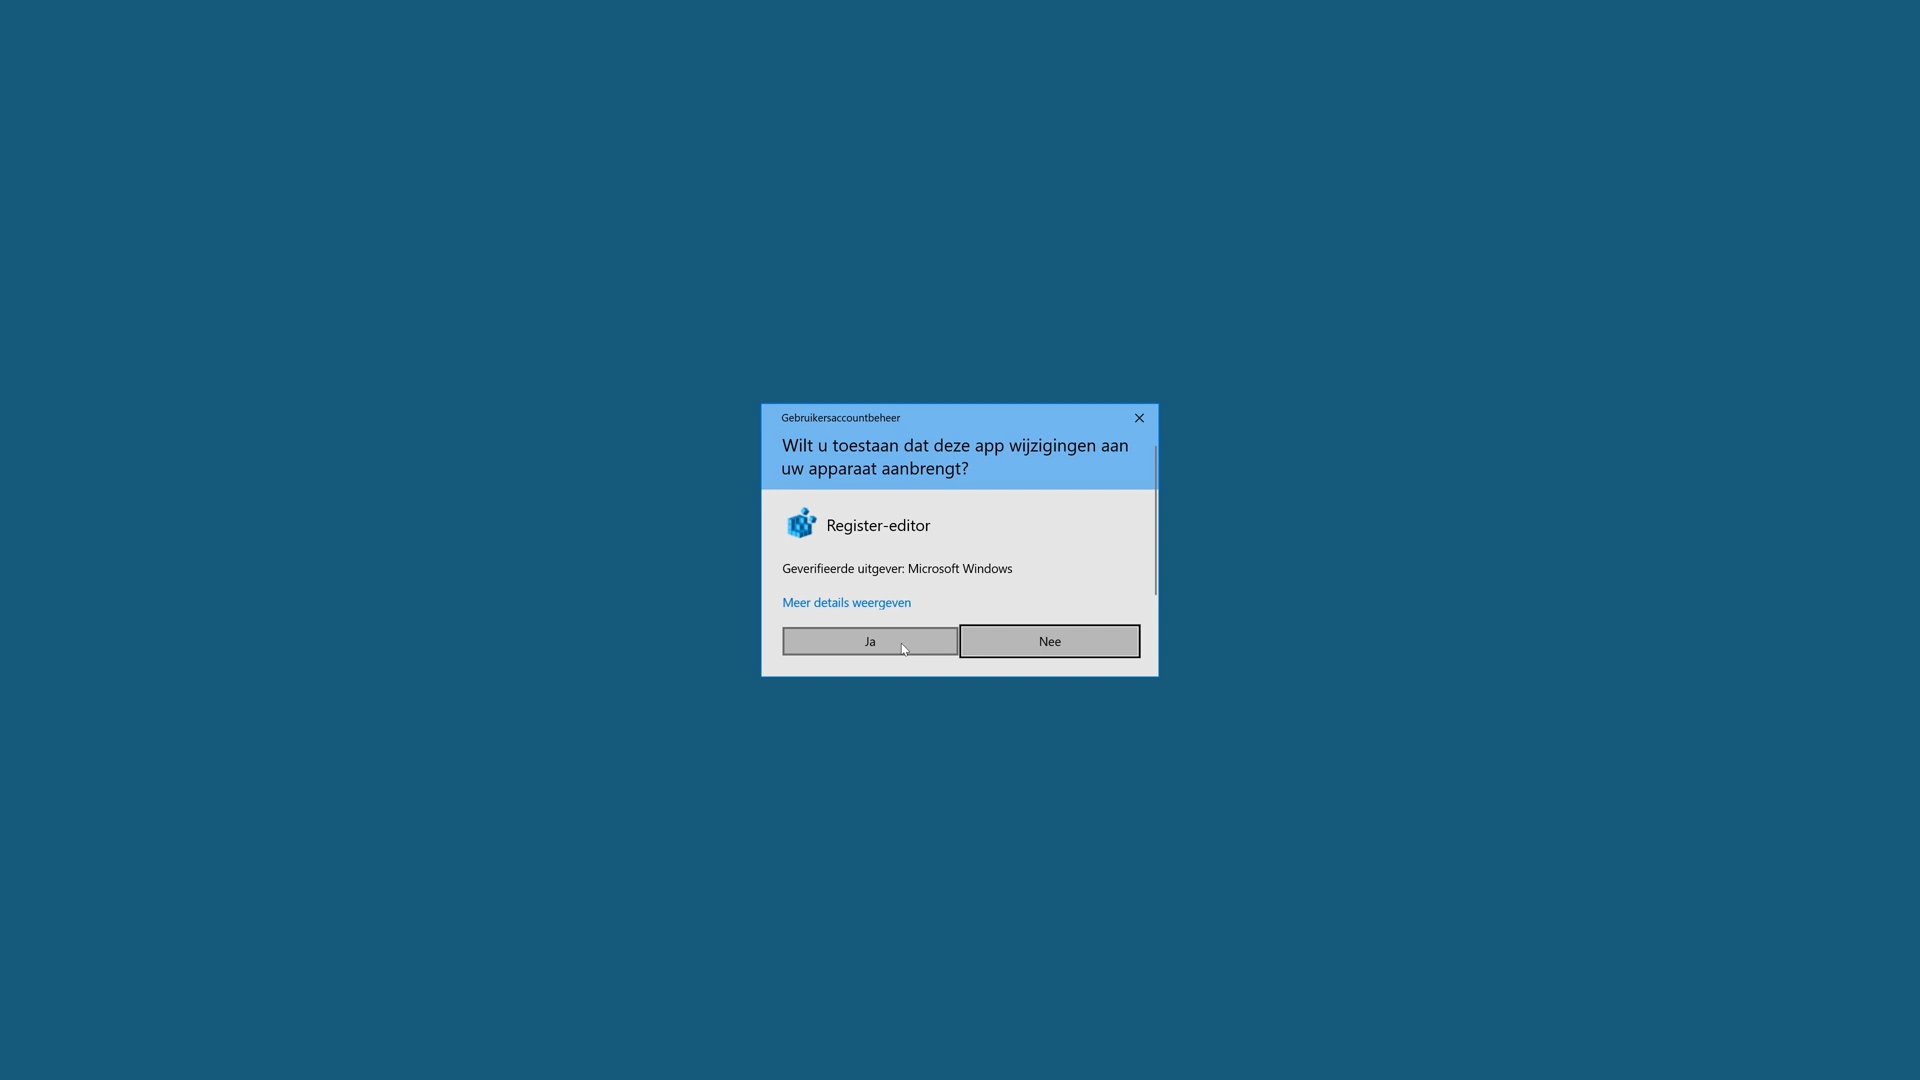 Gebruikersaccountbeheer
Wilt u toestaan dat deze app wijzigingen aan
uw apparaat aanbrengt?
Register-editor
Geverifieerde uitgever: Microsoft Windows
Meer details weergeven
Ja
Nee